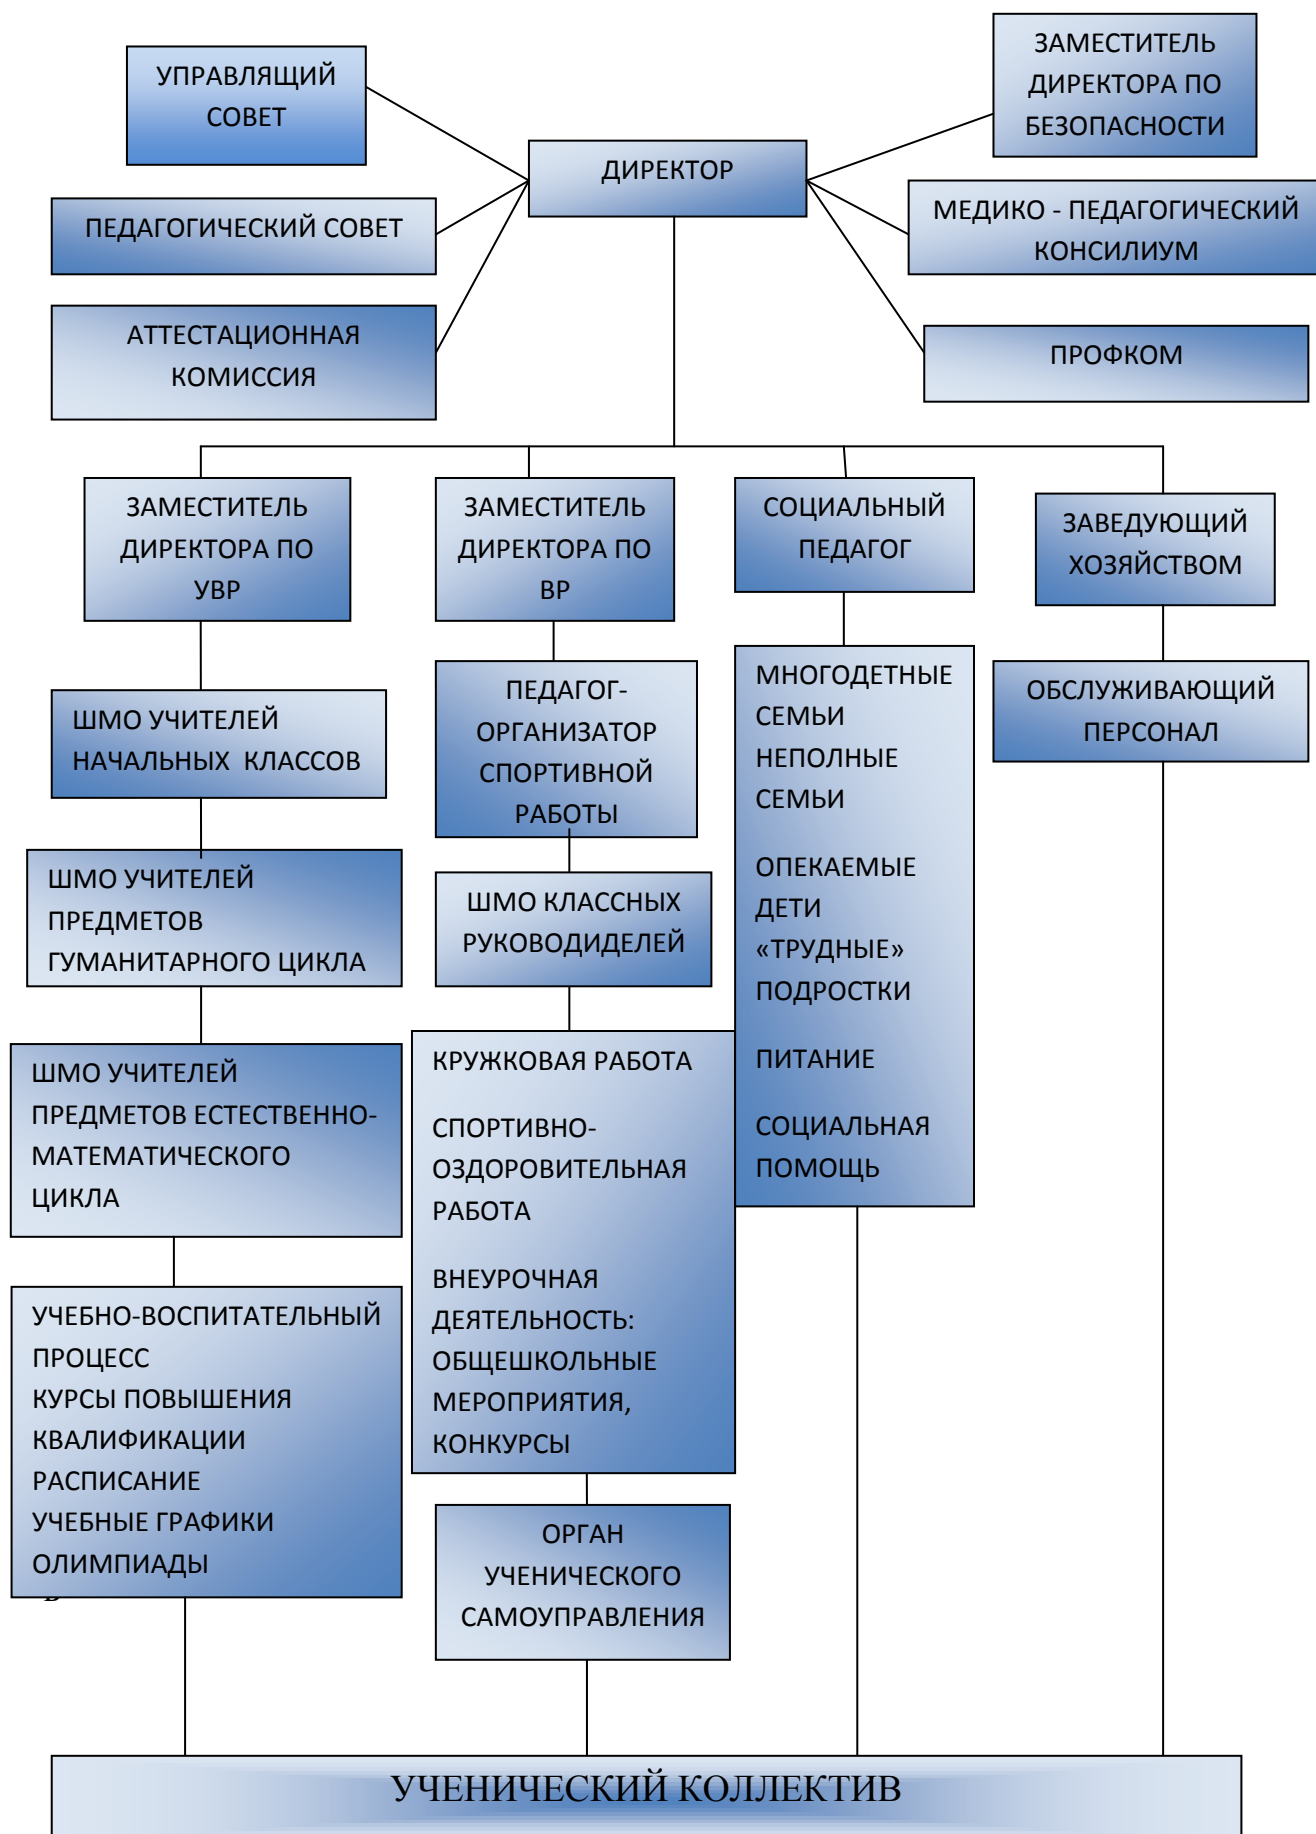 УПРАВЛЯЩИЙ
СОВЕТ
ЗАМЕСТИТЕЛЬ
ДИРЕКТОРА ПО
БЕЗОПАСНОСТИ
ДИРЕКТОР
ПЕДАГОГИЧЕСКИЙ СОВЕТ
МЕДИКО - ПЕДАГОГИЧЕСКИЙ
КОНСИЛИУМ
АТТЕСТАЦИОННАЯ
КОМИССИЯ
ПРОФКОМ
ЗАМЕСТИТЕЛЬ
ДИРЕКТОРА ПО
УВР
ЗАМЕСТИТЕЛЬ
ДИРЕКТОРА ПО
ВР
СОЦИАЛЬНЫЙ
ПЕДАГОГ
ЗАВЕДУЮЩИЙ
ХОЗЯЙСТВОМ
ШМО УЧИТЕЛЕЙ
НАЧАЛЬНЫХ КЛАССОВ
ПЕДАГОГ-
ОРГАНИЗАТОР
СПОРТИВНОЙ
РАБОТЫ
МНОГОДЕТНЫЕ
СЕМЬИ
НЕПОЛНЫЕ
СЕМЬИ
ОПЕКАЕМЫЕ
ДЕТИ
«ТРУДНЫЕ»
ПОДРОСТКИ
ПИТАНИЕ
СОЦИАЛЬНАЯ
ПОМОЩЬ
ОБСЛУЖИВАЮЩИЙ
ПЕРСОНАЛ
ШМО УЧИТЕЛЕЙ
ПРЕДМЕТОВ
ГУМАНИТАРНОГО ЦИКЛА
ШМО КЛАССНЫХ
РУКОВОДИДЕЛЕЙ
ШМО УЧИТЕЛЕЙ
ПРЕДМЕТОВ ЕСТЕСТВЕННО-
МАТЕМАТИЧЕСКОГО
ЦИКЛА
КРУЖКОВАЯ РАБОТА
СПОРТИВНО-
ОЗДОРОВИТЕЛЬНАЯ
РАБОТА
ВНЕУРОЧНАЯ
ДЕЯТЕЛЬНОСТЬ:
ОБЩЕШКОЛЬНЫЕ
МЕРОПРИЯТИЯ,
КОНКУРСЫ
УЧЕБНО-ВОСПИТАТЕЛЬНЫЙ
ПРОЦЕСС
КУРСЫ ПОВЫШЕНИЯ
КВАЛИФИКАЦИИ
РАСПИСАНИЕ
УЧЕБНЫЕ ГРАФИКИ
ОЛИМПИАДЫ
ОРГАН
УЧЕНИЧЕСКОГО
САМОУПРАВЛЕНИЯ
УЧЕНИЧЕСКИЙ КОЛЛЕКТИВ